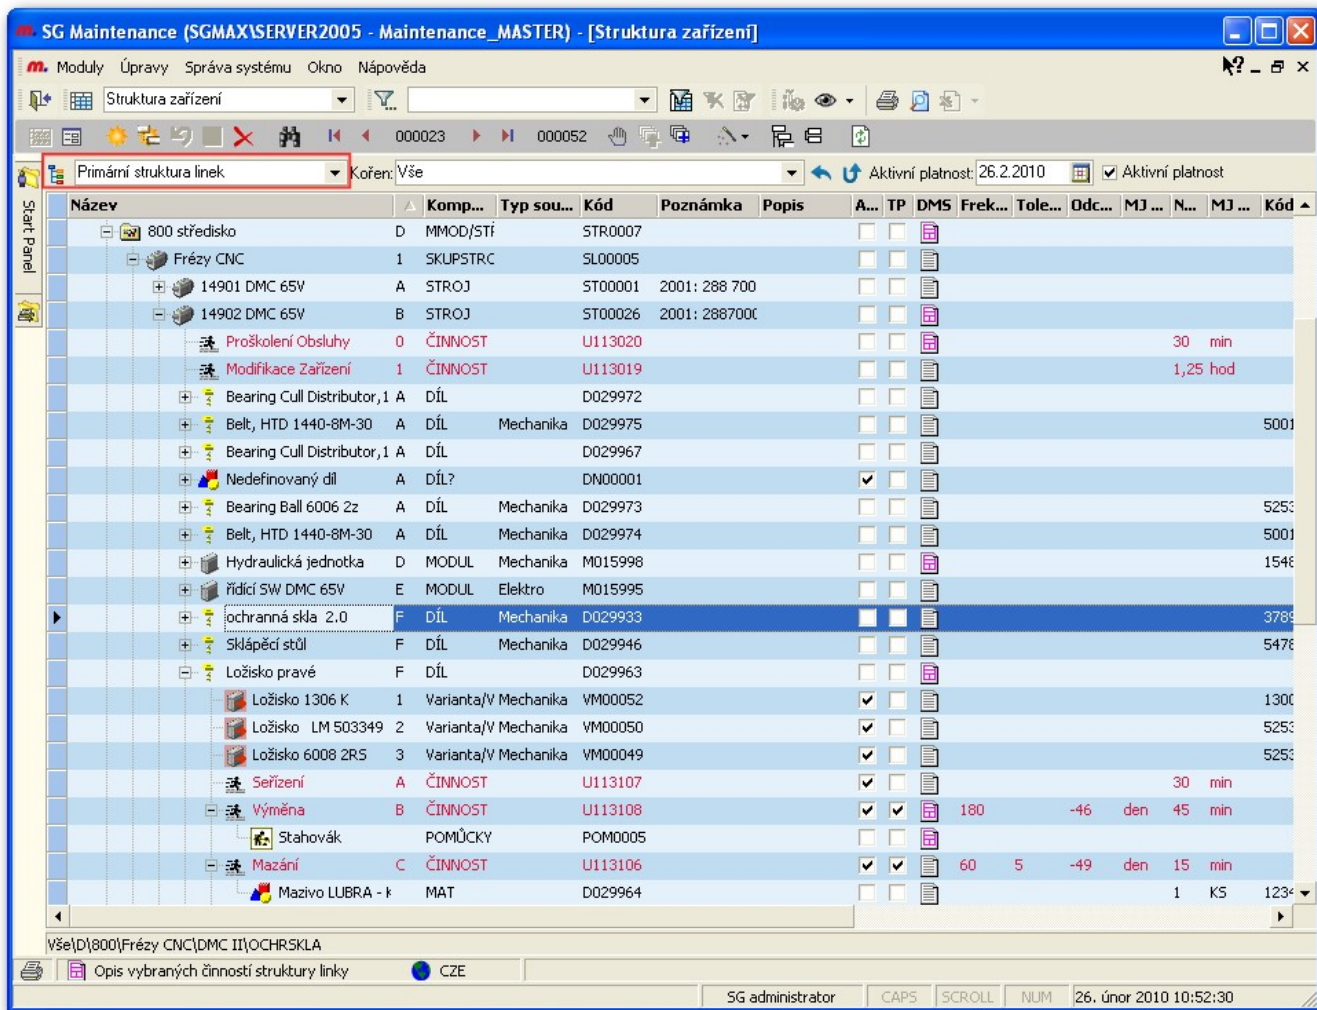 m. SG Maintenance (SGMAX\SERVER2005 - Maintenance_MASTER) - [Struktura zařízení]
m. Moduly Úpravy Správa systému Okno Nápověda
Struktura zařízení
000023 000052
Primární struktura linek Kořen: Vše Aktivní platnost: 26.2.2010 Aktivní platnost
Start Panel
Název Komp... Typ sou... Kód Poznámka Popis A... TP DMS Frek... Tole... Odc... MJ ... N... MJ ... Kód
800 středisko D MMOD/STř STR0007
Frézy CNC 1 SKUPSTRC SL00005
14901 DMC 65V A STROJ ST00001 2001: 288 700
14902 DMC 65V B STROJ ST00026 2001: 2887000
Proškolení Obsluhy 0 ČINNOST U113020 30 min
Modifikace Zařízení 1 ČINNOST U113019 1,25 hod
Bearing Cull Distributor,1 A DÍL D029972
Belt, HTD 1440-8M-30 A DÍL Mechanika D029975 5001
Bearing Cull Distributor,1 A DÍL D029967
Nedefinovaný díl A DÍL? DN00001
Bearing Ball 6006 2z A DÍL Mechanika D029973 5253
Belt, HTD 1440-8M-30 A DÍL Mechanika D029974 5001
Hydraulická jednotka D MODUL Mechanika M015998 1548
řídící SW DMC 65V E MODUL Elektro M015995
ochranná skla 2.0 F DÍL Mechanika D029933 3789
Sklápěcí stůl F DÍL Mechanika D029946 5478
Ložisko pravé F DÍL D029963
Ložisko 1306 K 1 Varianta/V Mechanika VM00052 1300
Ložisko LM 503349 2 Varianta/V Mechanika VM00050 5253
Ložisko 6008 2RS 3 Varianta/V Mechanika VM00049 5253
Seřízení A ČINNOST U113107 30 min
Výměna B ČINNOST U113108 180 -46 den 45 min
Stahovák POMŮCKY POM0005
Mazání C ČINNOST U113106 60 5 -49 den 15 min
Mazivo LUBRA - K MAT D029964 1 KS 1234
Vše\D\800\Frézy CNC\DMC II\OCHRSKLA
Opis vybraných činností struktury linky CZE
SG administrator CAPS SCROLL NUM 26. únor 2010 10:52:30